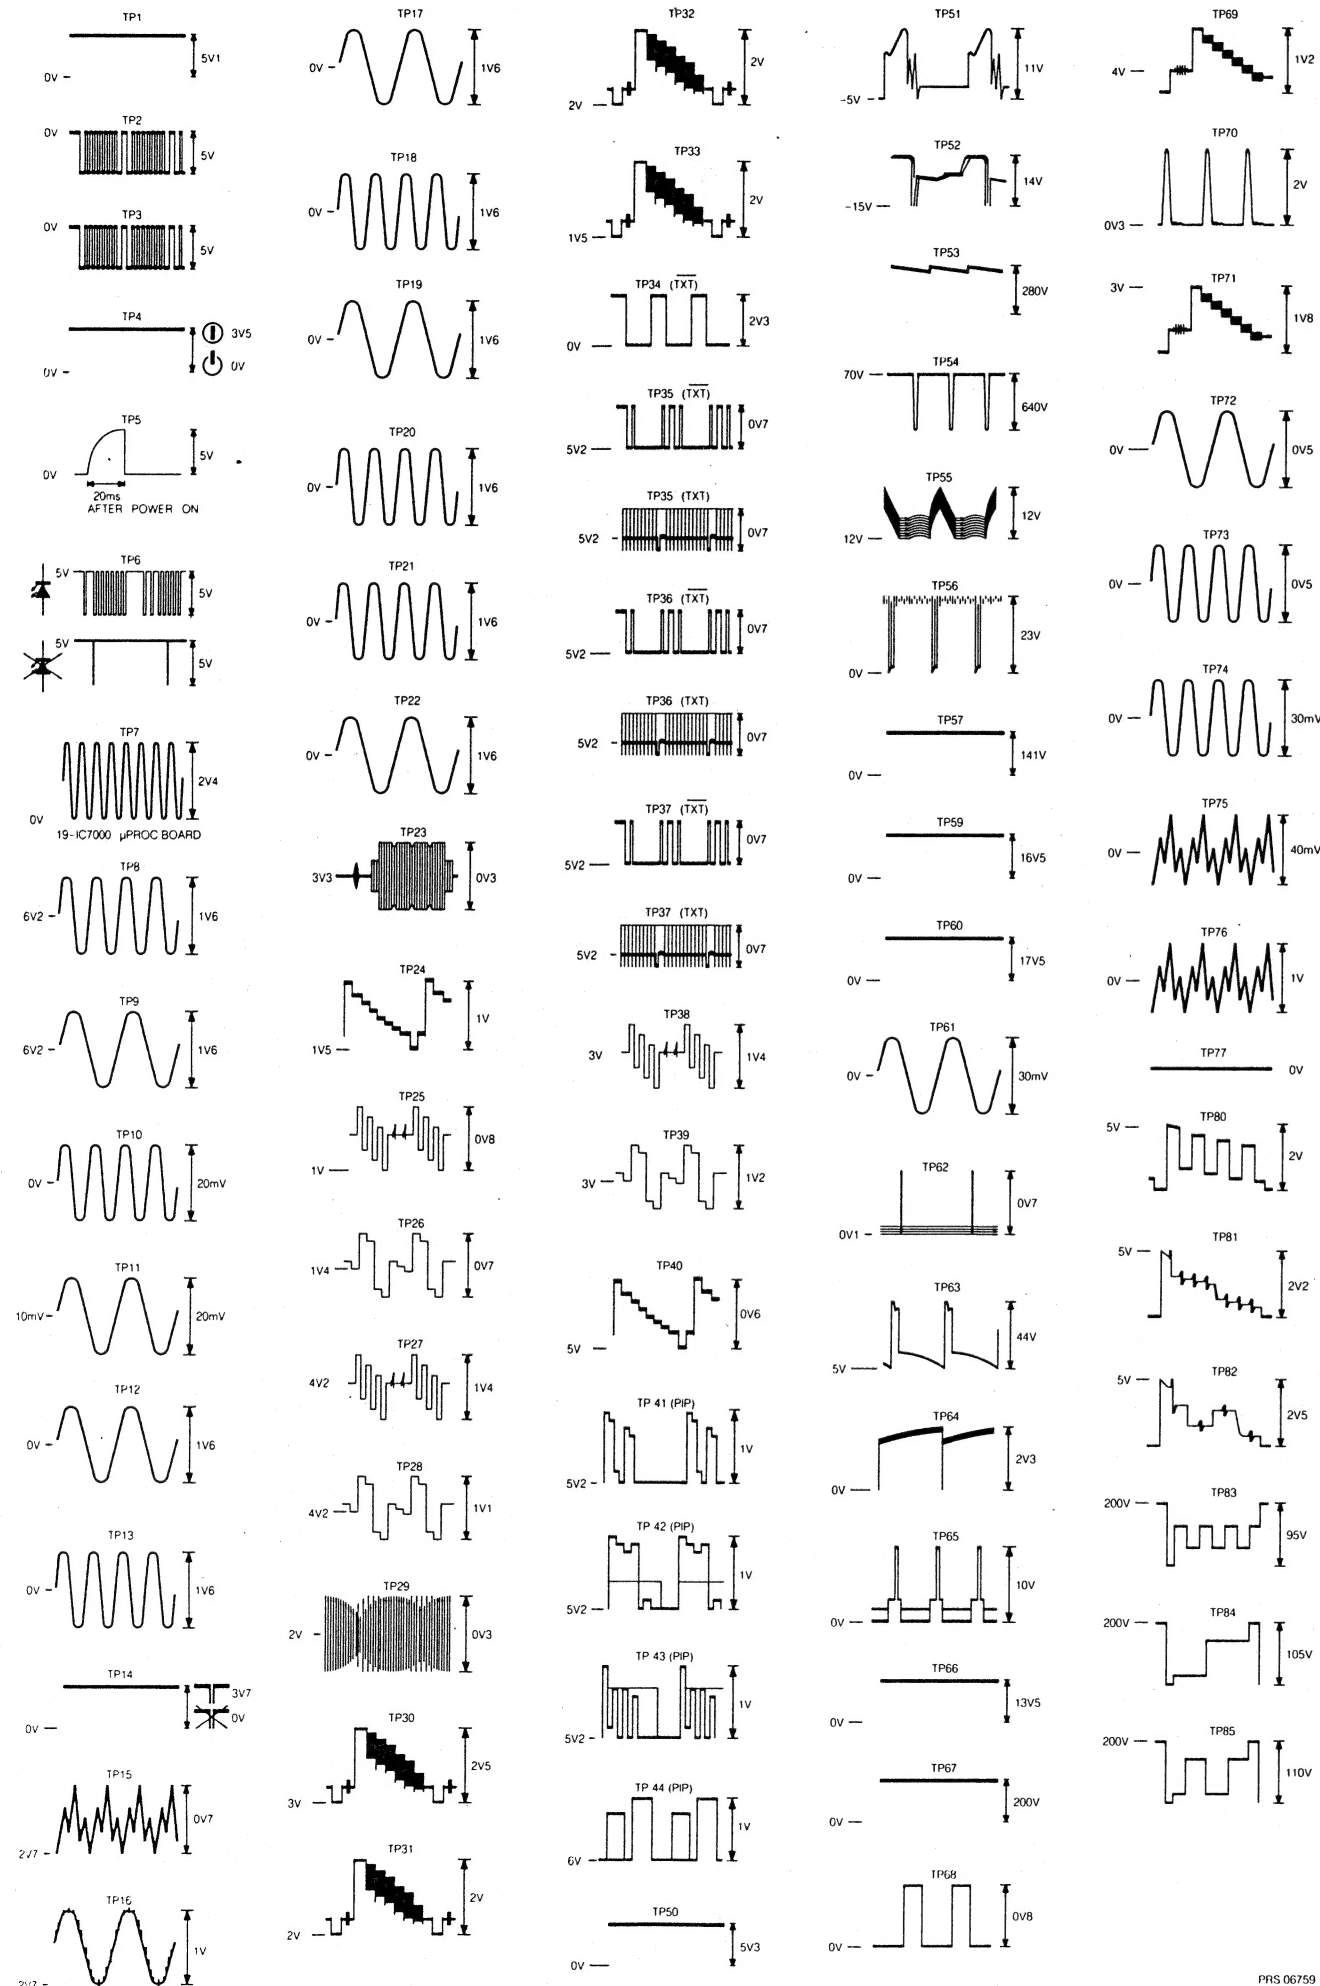 TP1
5V1
0V
TP2
0V
5V
TP3
0V
5V
TP4
3V5
0V
0V
TP5
5V
0V
20ms
AFTER POWER ON
TP6
5V
5V
5V
5V
TP7
2V4
0V
19-IC7000 µPROC BOARD
TP8
6V2
1V6
TP9
6V2
1V6
TP10
0V
20mV
TP11
10mV
20mV
TP12
0V
1V6
TP13
0V
1V6
TP14
3V7
0V
0V
TP15
0V7
2V7
TP16
1V
2V7
TP17
0V
1V6
TP18
0V
1V6
TP19
0V
1V6
TP20
0V
1V6
TP21
0V
1V6
TP22
0V
1V6
TP23
3V3
0V3
TP24
1V
1V5
TP25
0V8
1V
TP26
1V4
0V7
TP27
4V2
1V4
TP28
4V2
1V1
TP29
2V
0V3
TP30
2V5
3V
TP31
2V
2V
TP32
2V
2V
TP33
2V
1V5
TP34 (TXT)
2V3
0V
TP35 (TXT)
0V7
5V2
TP35 (TXT)
5V2
0V7
TP36 (TXT)
0V7
5V2
TP36 (TXT)
5V2
0V7
TP37 (TXT)
0V7
5V2
TP37 (TXT)
5V2
0V7
TP38
3V
1V4
TP39
3V
1V2
TP40
0V6
5V
TP 41 (PIP)
1V
5V2
TP 42 (PIP)
1V
5V2
TP 43 (PIP)
1V
5V2
TP 44 (PIP)
1V
6V
TP50
5V3
0V
TP51
11V
-5V
TP52
14V
-15V
TP53
280V
TP54
70V
640V
TP55
12V
12V
TP56
23V
0V
TP57
141V
0V
TP59
16V5
0V
TP60
17V5
0V
TP61
0V
30mV
TP62
0V7
0V1
TP63
44V
5V
TP64
2V3
0V
TP65
10V
0V
TP66
13V5
0V
TP67
200V
0V
TP68
0V8
0V
TP69
4V
1V2
TP70
2V
0V3
TP71
3V
1V8
TP72
0V
0V5
TP73
0V
0V5
TP74
0V
30mV
TP75
0V
40mV
TP76
0V
1V
TP77
0V
TP80
5V
2V
TP81
5V
2V2
TP82
5V
2V5
TP83
200V
95V
TP84
200V
105V
TP85
200V
110V
PRS 06759